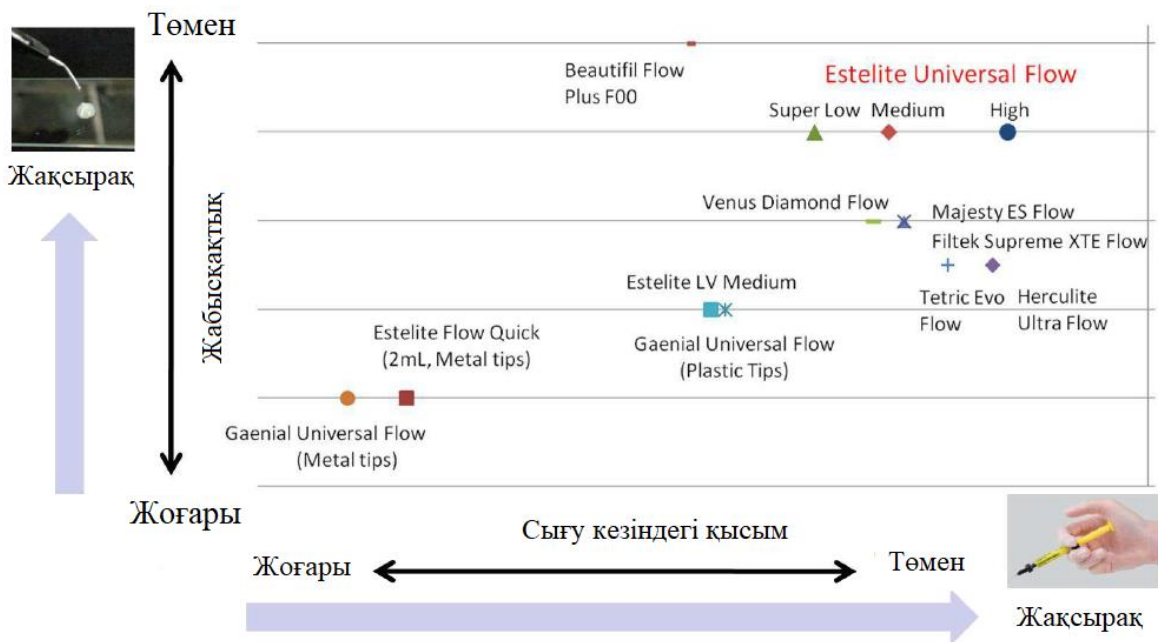 Төмен
Beautifil Flow
Plus F00
Estelite Universal Flow
Super Low
Medium
High
Жақсырақ
Жабысқақтық
Venus Diamond Flow
Majesty ES Flow
Filtek Supreme XTE Flow
Estelite LV Medium
Tetric Evo
Flow
Herculite
Ultra Flow
Estelite Flow Quick
(2mL, Metal tips)
Gaenial Universal Flow
(Plastic Tips)
Gaenial Universal Flow
(Metal tips)
Жоғары
Сығу кезіндегі қысым
Жоғары
Төмен
Жақсырақ